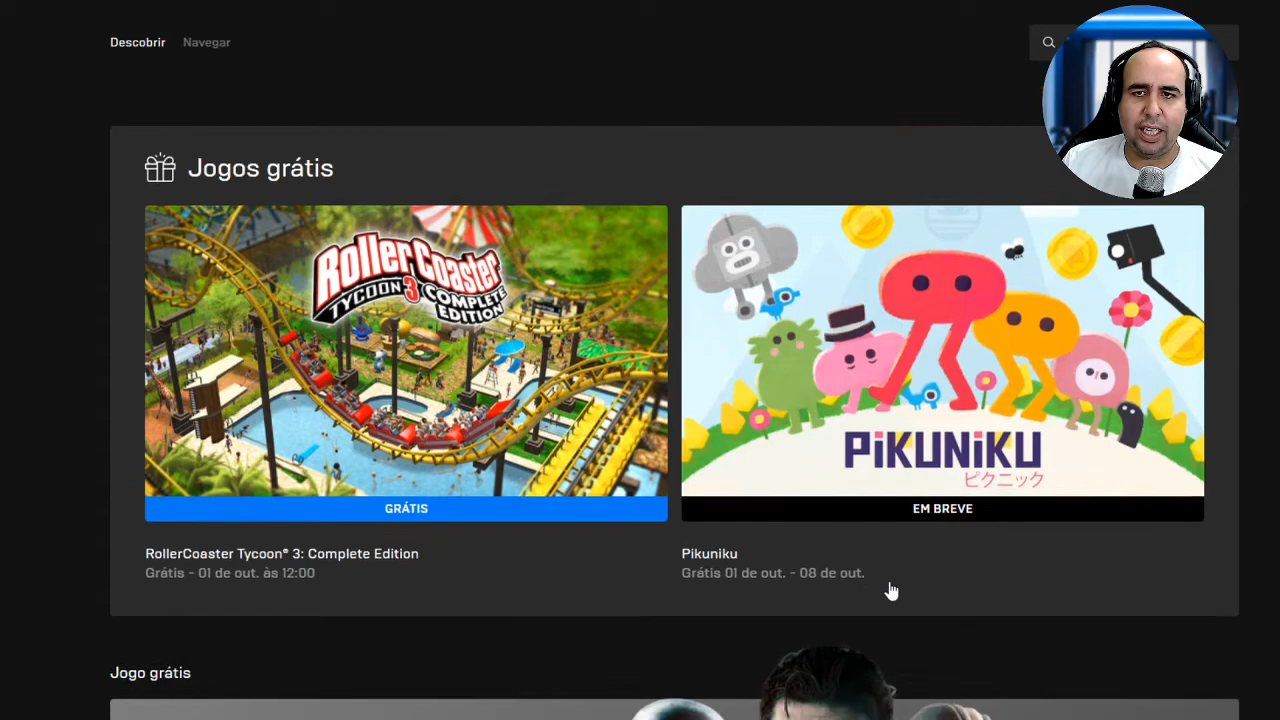 Descobrir Navegar
Jogos grátis
RollerCoaster
Tycoon 3 Complete
Edition
PiKUNiKU
ピクニック
GRÁTIS
EM BREVE
RollerCoaster Tycoon® 3: Complete Edition
Grátis - 01 de out. às 12:00
Pikuniku
Grátis 01 de out. - 08 de out.
Jogo grátis